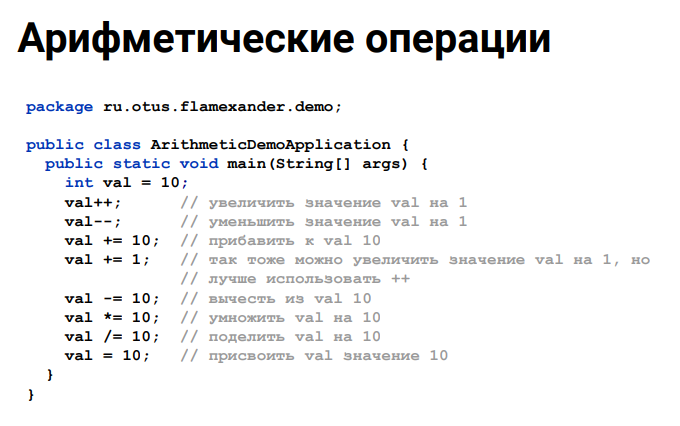 Арифметические операции
package ru.otus.flamexander.demo;
public class ArithmeticDemoApplication {
public static void main(String[] args) {
int val = 10;
val++; // увеличить значение val на 1
val--; // уменьшить значение val на 1
val += 10; // прибавить к val 10
val += 1; // так тоже можно увеличить значение val на 1, но
// лучше использовать ++
val -= 10; // вычесть из val 10
val *= 10; // умножить val на 10
val /= 10; // поделить val на 10
val = 10; // присвоить val значение 10
}
}